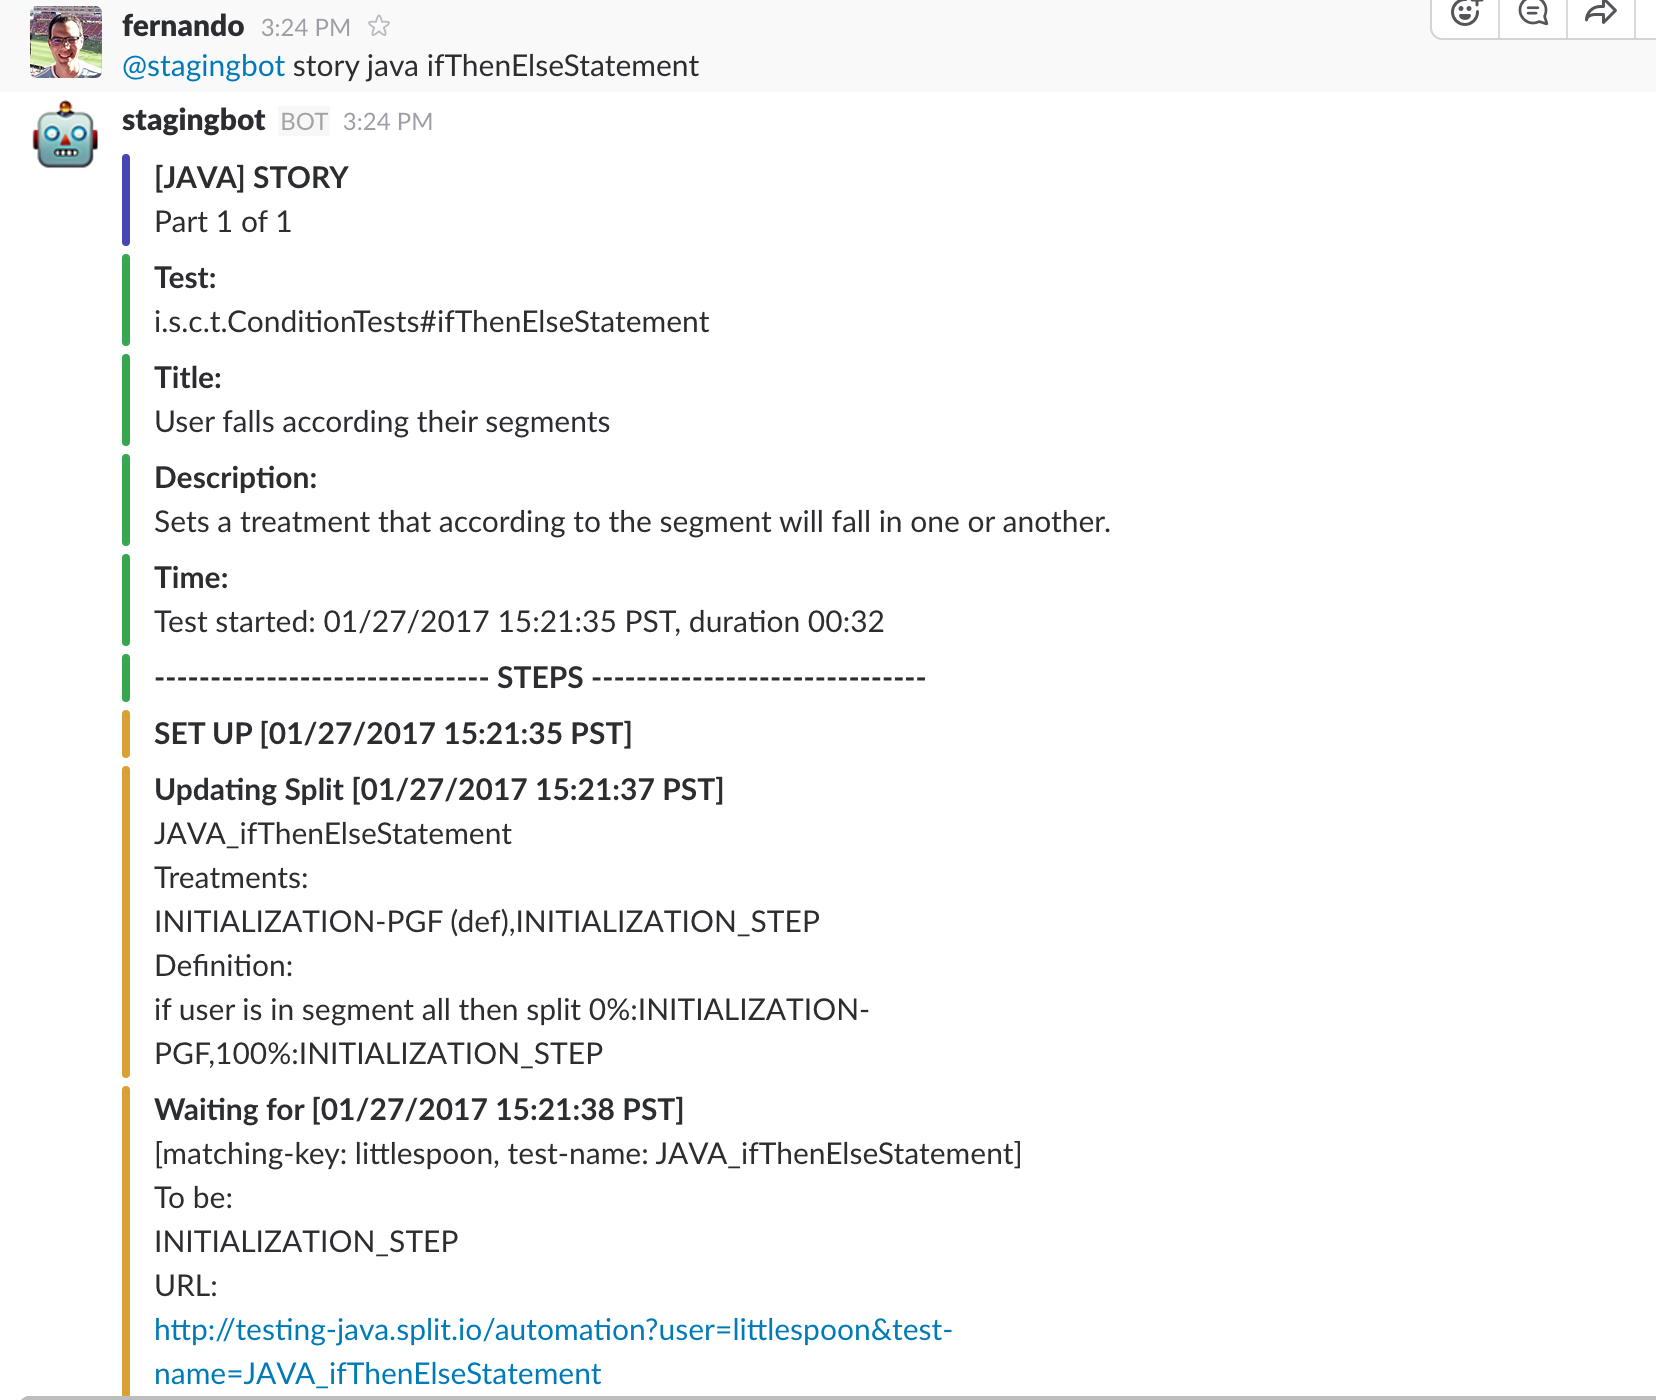 fernando 3:24 PM
@stagingbot story java ifThenElseStatement
stagingbot BOT 3:24 PM
[JAVA] STORY
Part 1 of 1
Test:
i.s.c.t.ConditionTests#ifThenElseStatement
Title:
User falls according their segments
Description:
Sets a treatment that according to the segment will fall in one or another.
Time:
Test started: 01/27/2017 15:21:35 PST, duration 00:32
------------------------------ STEPS ------------------------------
SET UP [01/27/2017 15:21:35 PST]
Updating Split [01/27/2017 15:21:37 PST]
JAVA_ifThenElseStatement
Treatments:
INITIALIZATION-PGF (def),INITIALIZATION_STEP
Definition:
if user is in segment all then split 0%:INITIALIZATION-
PGF,100%:INITIALIZATION_STEP
Waiting for [01/27/2017 15:21:38 PST]
[matching-key: littlespoon, test-name: JAVA_ifThenElseStatement]
To be:
INITIALIZATION_STEP
URL:
http://testing-java.split.io/automation?user=littlespoon&test-
name=JAVA_ifThenElseStatement